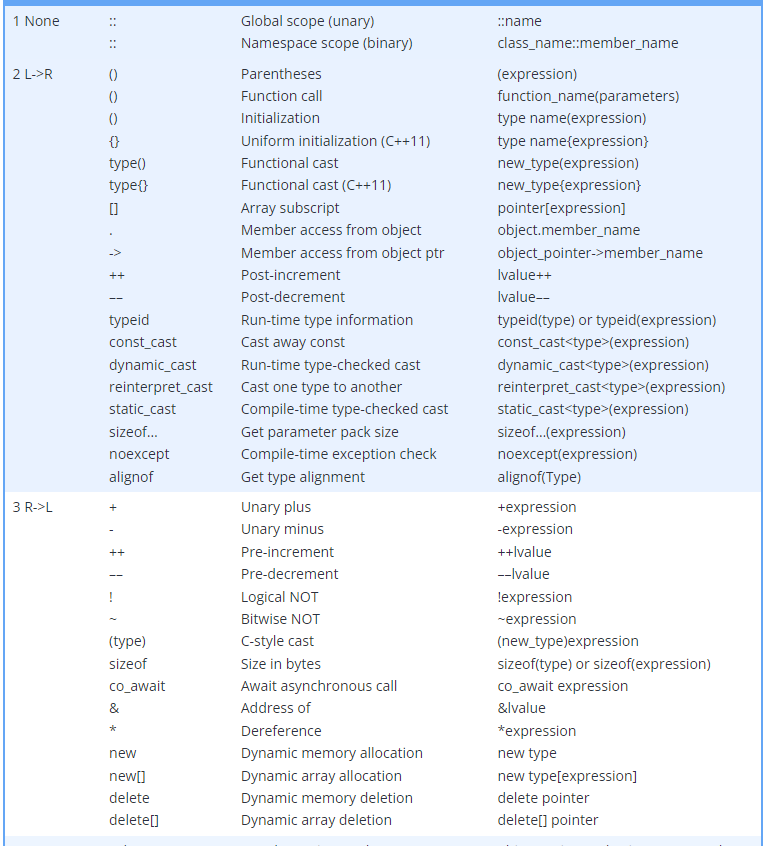 1 None :: Global scope (unary) ::name
:: Namespace scope (binary) class_name::member_name
2 L->R () Parentheses (expression)
() Function call function_name(parameters)
() Initialization type name(expression)
{} Uniform initialization (C++11) type name{expression}
type() Functional cast new_type(expression)
type{} Functional cast (C++11) new_type{expression}
[] Array subscript pointer[expression]
. Member access from object object.member_name
-> Member access from object ptr object_pointer->member_name
++ Post-increment lvalue++
–– Post-decrement lvalue––
typeid Run-time type information typeid(type) or typeid(expression)
const_cast Cast away const const_cast<type>(expression)
dynamic_cast Run-time type-checked cast dynamic_cast<type>(expression)
reinterpret_cast Cast one type to another reinterpret_cast<type>(expression)
static_cast Compile-time type-checked cast static_cast<type>(expression)
sizeof... Get parameter pack size sizeof...(expression)
noexcept Compile-time exception check noexcept(expression)
alignof Get type alignment alignof(Type)
3 R->L + Unary plus +expression
- Unary minus -expression
++ Pre-increment ++lvalue
–– Pre-decrement ––lvalue
! Logical NOT !expression
~ Bitwise NOT ~expression
(type) C-style cast (new_type)expression
sizeof Size in bytes sizeof(type) or sizeof(expression)
co_await Await asynchronous call co_await expression
& Address of &lvalue
* Dereference *expression
new Dynamic memory allocation new type
new[] Dynamic array allocation new type[expression]
delete Dynamic memory deletion delete pointer
delete[] Dynamic array deletion delete[] pointer